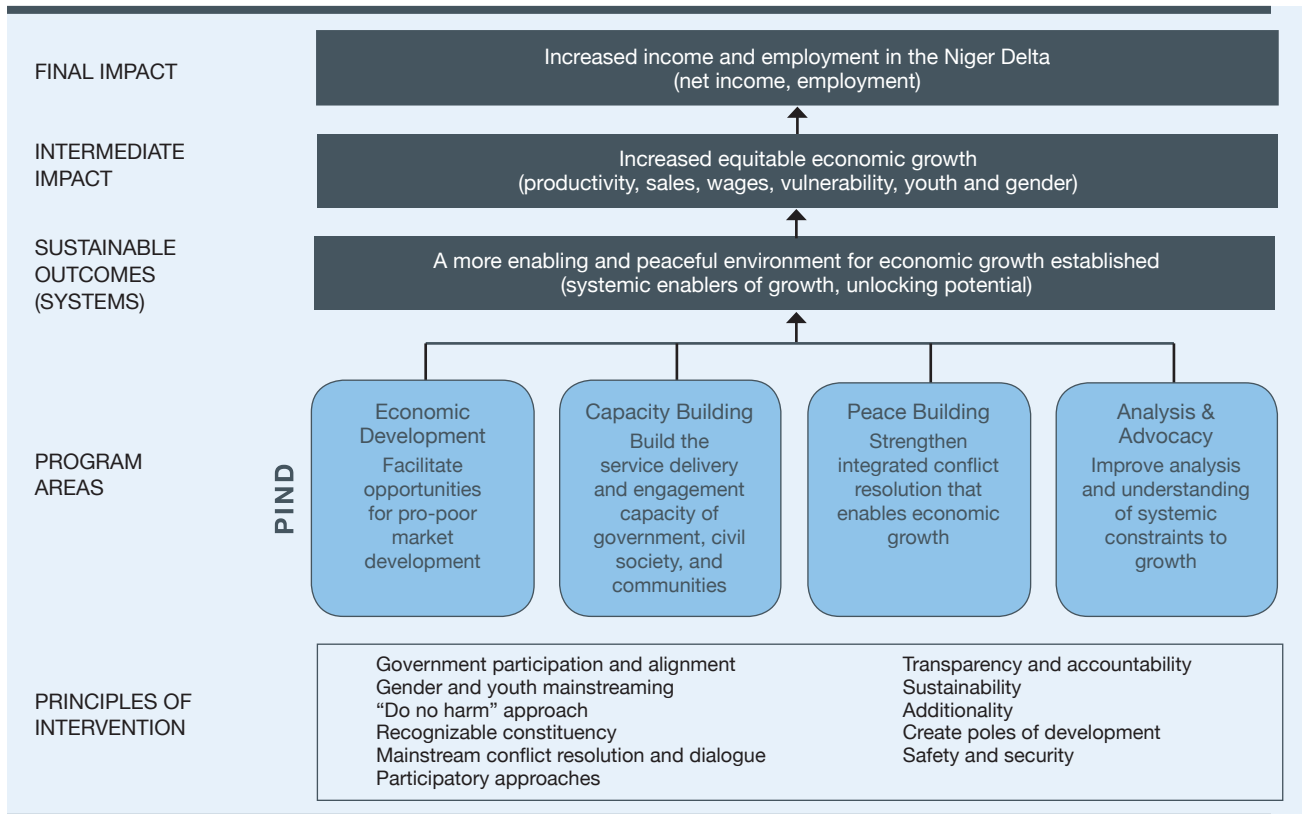 FINAL IMPACT
Increased income and employment in the Niger Delta
(net income, employment)
INTERMEDIATE
IMPACT
Increased equitable economic growth
(productivity, sales, wages, vulnerability, youth and gender)
SUSTAINABLE
OUTCOMES
(SYSTEMS)
A more enabling and peaceful environment for economic growth established
(systemic enablers of growth, unlocking potential)
PROGRAM
AREAS
PIND
Economic
Development
Facilitate
opportunities
for pro-poor
market
development
Capacity Building
Build the
service delivery
and engagement
capacity of
government, civil
society, and
communities
Peace Building
Strengthen
integrated conflict
resolution that
enables economic
growth
Analysis &
Advocacy
Improve analysis
and understanding
of systemic
constraints to
growth
PRINCIPLES OF
INTERVENTION
Government participation and alignment
Gender and youth mainstreaming
“Do no harm” approach
Recognizable constituency
Mainstream conflict resolution and dialogue
Participatory approaches
Transparency and accountability
Sustainability
Additionality
Create poles of development
Safety and security